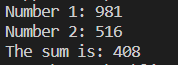 Number 1: 981
Number 2: 516
The sum is: 408